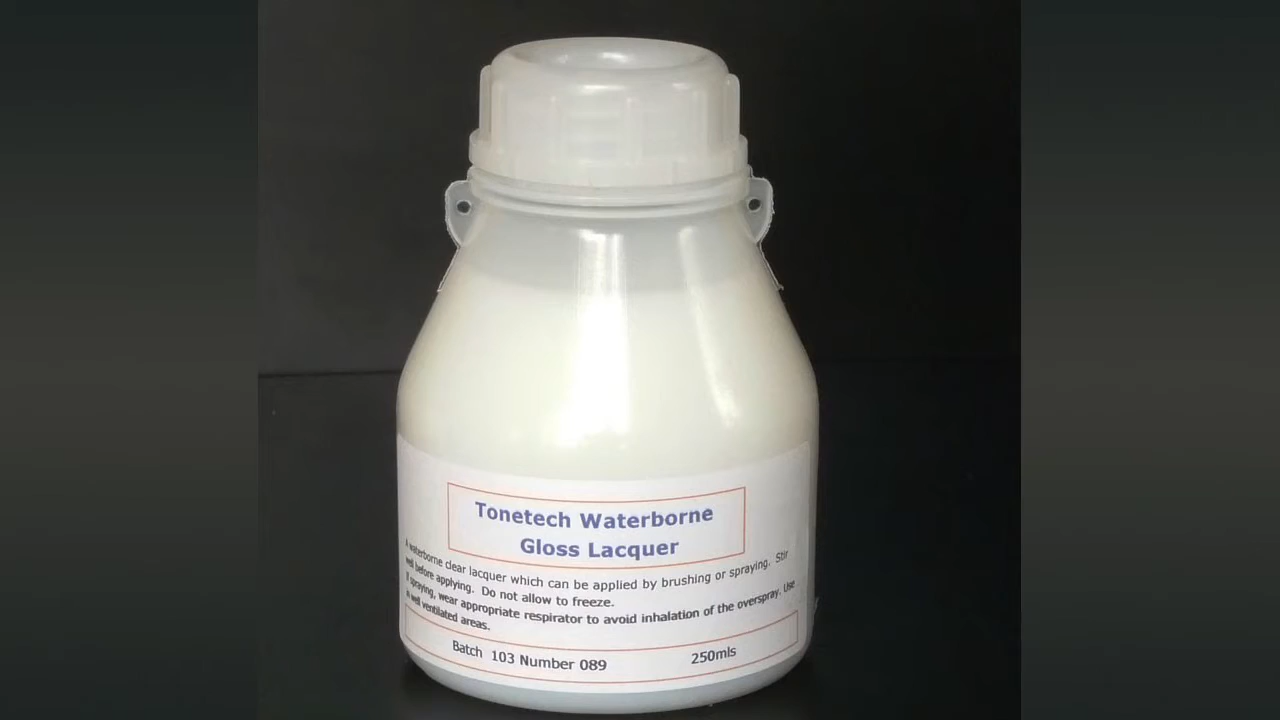 Tonetech Waterborne
Gloss Lacquer
A waterborne clear lacquer which can be applied by brushing or spraying. Stir
well before applying. Do not allow to freeze.
If spraying, wear appropriate respirator to avoid inhalation of the overspray. Use
in well ventilated areas.
Batch 103 Number 089 250mls